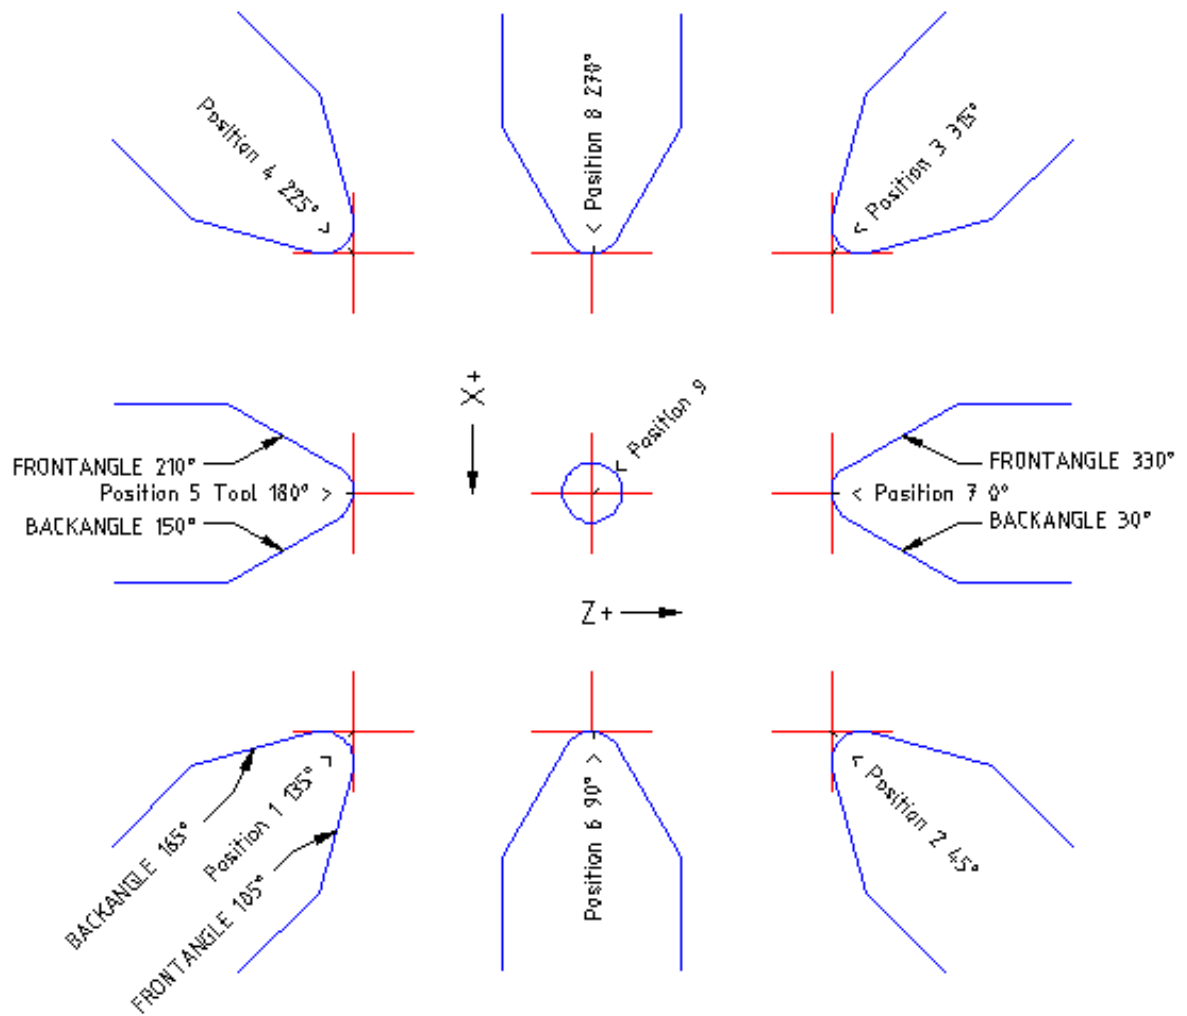 Position 4 225°
Position 8 270°
Position 3 315°
X+
Position 9
FRONTANGLE 210°
Position 5 Tool 180°
BACKANGLE 150°
FRONTANGLE 330°
Position 7 0°
BACKANGLE 30°
Z+
BACKANGLE 165°
Position 1 135°
FRONTANGLE 105°
Position 6 90°
Position 2 45°